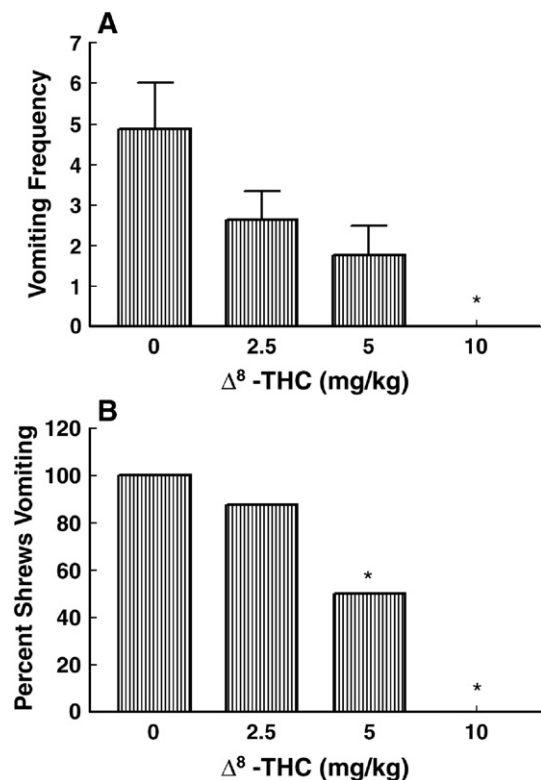 A
Vomiting Frequency
7
6
5
4
3
2
1
0
*
0 2.5 5 10
Δ⁸ -THC (mg/kg)
B
Percent Shrews Vomiting
120
100
80
60
40
20
0
*
*
0 2.5 5 10
Δ⁸ -THC (mg/kg)